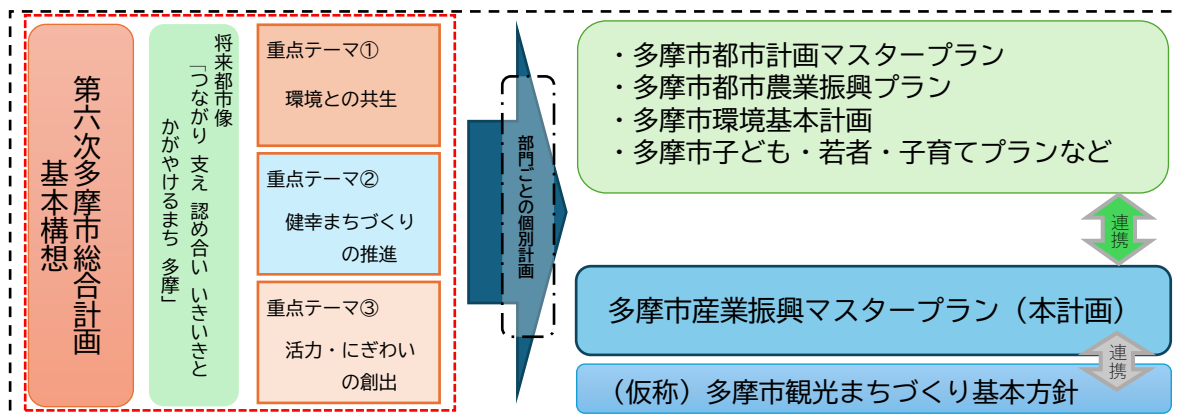 第六次多摩市総合計画
基本構想
将来都市像
「つながり 支え 認め合い いきいきと
かがやけるまち 多摩」
重点テーマ①
環境との共生
重点テーマ②
健幸まちづくり
の推進
重点テーマ③
活力・にぎわい
の創出
部門ごとの個別計画
・多摩市都市計画マスタープラン
・多摩市都市農業振興プラン
・多摩市環境基本計画
・多摩市子ども・若者・子育てプランなど
連携
多摩市産業振興マスタープラン（本計画）
連携
（仮称）多摩市観光まちづくり基本方針